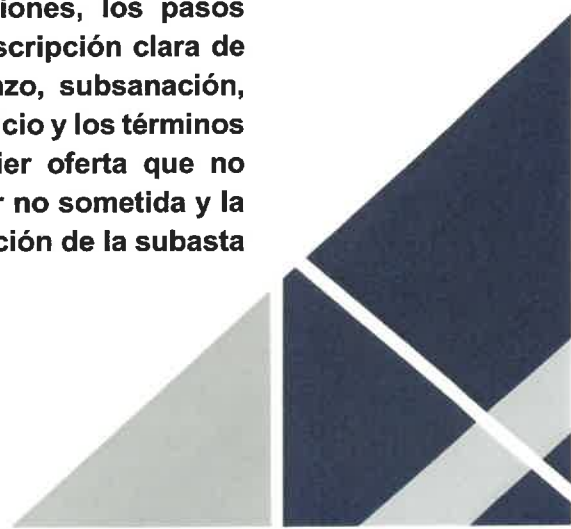 iones, los pasos
scripción clara de
nzo, subsanación,
cio y los términos
ier oferta que no
r no sometida y la
ción de la subasta